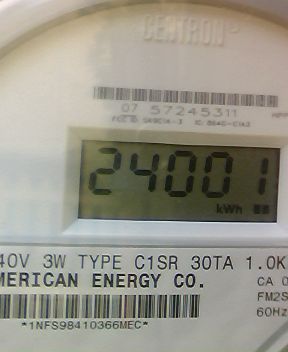 CENTRON
07 57245311
24001
kWh
40V 3W TYPE C1SR 30TA 1.0K
MERICAN ENERGY CO.
CA 0
FM2S
60Hz
*1NFS98410366MEC*